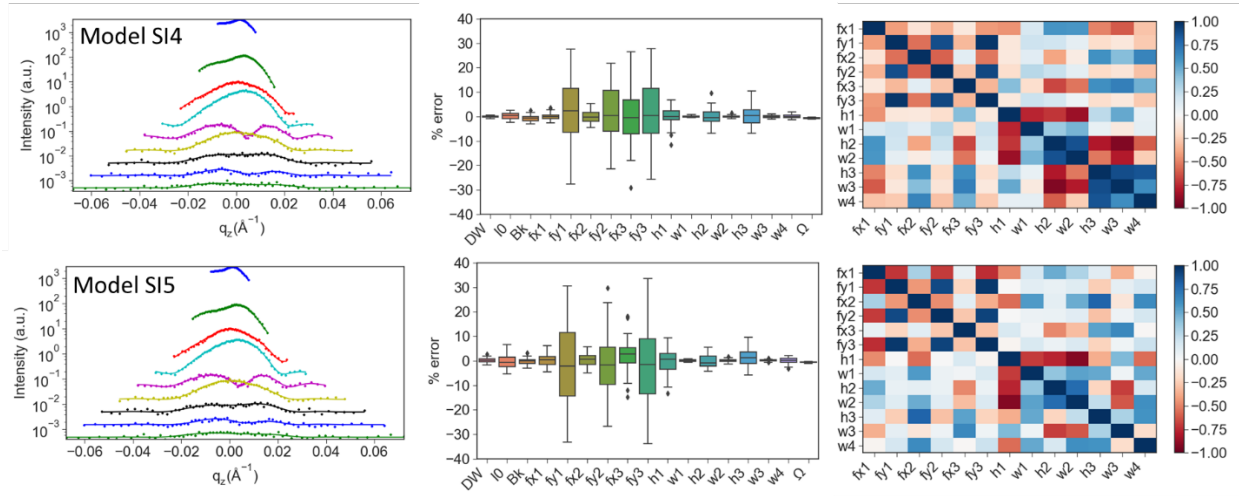 Model SI4
Intensity (a.u.)
10³
10²
10¹
10⁰
10⁻¹
10⁻²
10⁻³
-0.06 -0.04 -0.02 0.00 0.02 0.04 0.06
q_z(Å⁻¹)
% error
40
30
20
10
0
-10
-20
-30
-40
DW I0 Bk fx1 fy1 fx2 fy2 fx3 fy3 h1 w1 h2 w2 h3 w3 w4 Ω
fx1
fy1
fx2
fy2
fx3
fy3
h1
w1
h2
w2
h3
w3
w4
fx1 fy1 fx2 fy2 fx3 fy3 h1 w1 h2 w2 h3 w3 w4
1.00
0.75
0.50
0.25
0.00
-0.25
-0.50
-0.75
-1.00
Model SI5
Intensity (a.u.)
10³
10²
10¹
10⁰
10⁻¹
10⁻²
10⁻³
-0.06 -0.04 -0.02 0.00 0.02 0.04 0.06
q_z(Å⁻¹)
% error
40
30
20
10
0
-10
-20
-30
-40
DW I0 Bk fx1 fy1 fx2 fy2 fx3 fy3 h1 w1 h2 w2 h3 w3 w4 Ω
fx1
fy1
fx2
fy2
fx3
fy3
h1
w1
h2
w2
h3
w3
w4
fx1 fy1 fx2 fy2 fx3 fy3 h1 w1 h2 w2 h3 w3 w4
1.00
0.75
0.50
0.25
0.00
-0.25
-0.50
-0.75
-1.00